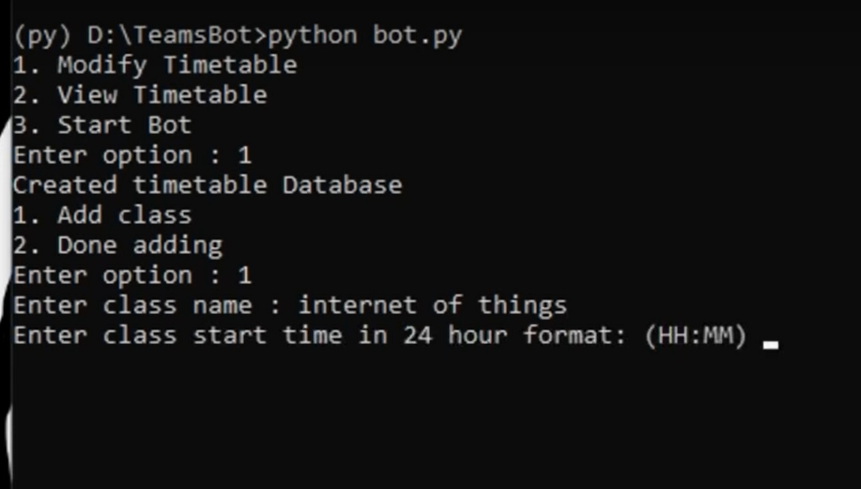 (py) D:\TeamsBot>python bot.py
1. Modify Timetable
2. View Timetable
3. Start Bot
Enter option : 1
Created timetable Database
1. Add class
2. Done adding
Enter option : 1
Enter class name : internet of things
Enter class start time in 24 hour format: (HH:MM)